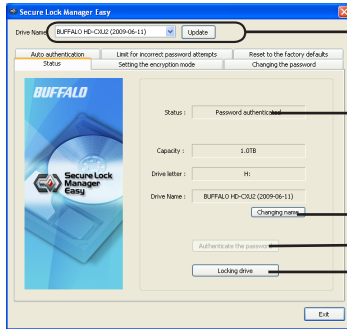 Secure Lock Manager Easy
Drive Name BUFFALO HD-CXU2 (2009-06-11) Update
Auto authentication Limit for incorrect password attempts Reset to the factory defaults
Status Setting the encryption mode Changing the password
BUFFALO
Status : Password authenticated
Capacity : 1.0TB
Drive letter : H:
Secure Lock
Manager
Easy
Drive Name : BUFFALO HD-CXU2 (2009-06-11)
Changing name
Authenticate the password
Locking drive
Exit